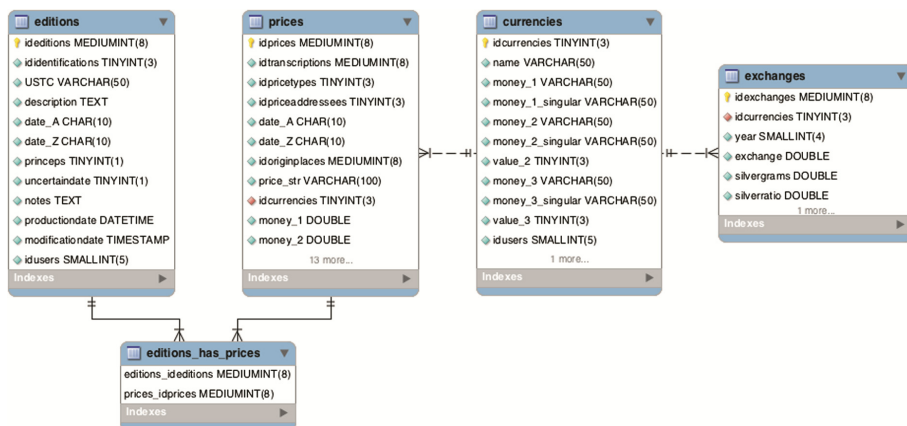 editions
ideditions MEDIUMINT(8)
ididentifications TINYINT(3)
USTC VARCHAR(50)
description TEXT
date_A CHAR(10)
date_Z CHAR(10)
princeps TINYINT(1)
uncertaindate TINYINT(1)
notes TEXT
productiondate DATETIME
modificationdate TIMESTAMP
idusers SMALLINT(5)
Indexes
prices
idprices MEDIUMINT(8)
idtranscriptions MEDIUMINT(8)
idpricetypes TINYINT(3)
idpriceaddressees TINYINT(3)
date_A CHAR(10)
date_Z CHAR(10)
idoriginplaces MEDIUMINT(8)
price_str VARCHAR(100)
idcurrencies TINYINT(3)
money_1 DOUBLE
money_2 DOUBLE
13 more...
Indexes
currencies
idcurrencies TINYINT(3)
name VARCHAR(50)
money_1 VARCHAR(50)
money_1_singular VARCHAR(50)
money_2 VARCHAR(50)
money_2_singular VARCHAR(50)
value_2 TINYINT(3)
money_3 VARCHAR(50)
money_3_singular VARCHAR(50)
value_3 TINYINT(3)
idusers SMALLINT(5)
1 more...
Indexes
exchanges
idexchanges MEDIUMINT(8)
idcurrencies TINYINT(3)
year SMALLINT(4)
exchange DOUBLE
silvergrams DOUBLE
silverratio DOUBLE
1 more...
Indexes
editions_has_prices
editions_ideditions MEDIUMINT(8)
prices_idprices MEDIUMINT(8)
Indexes